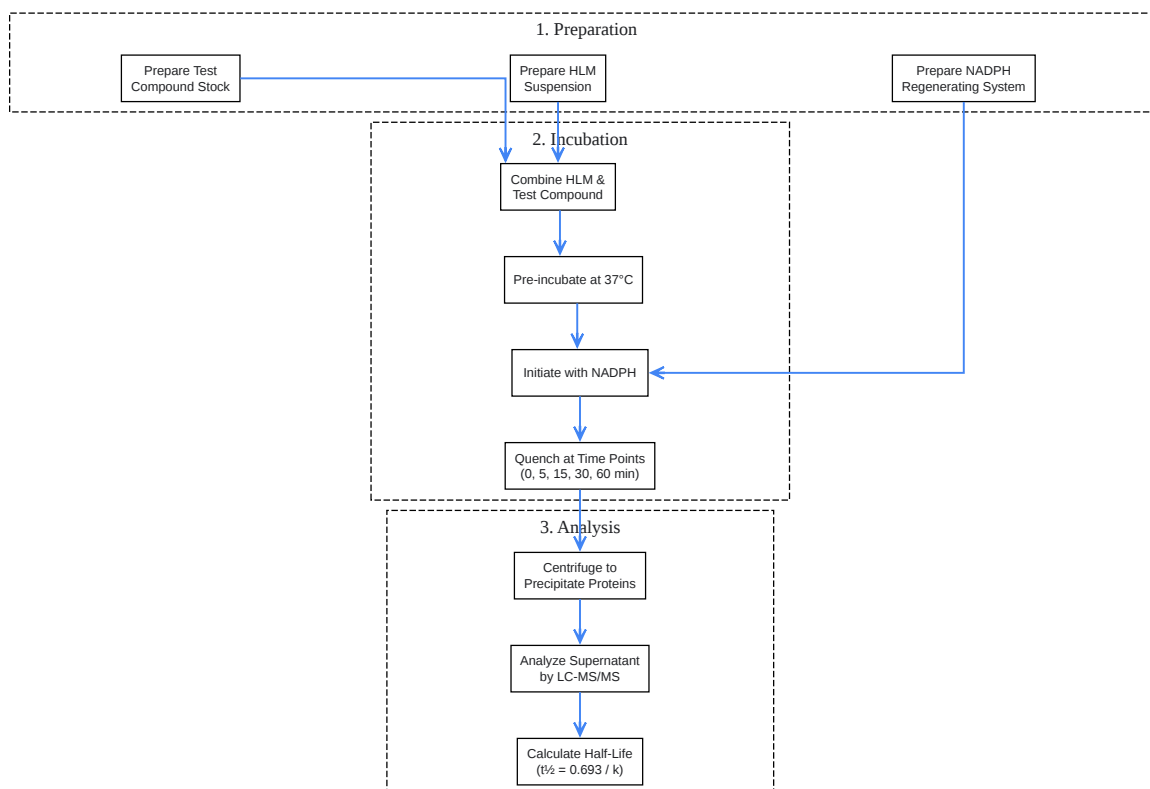 1. Preparation
Prepare Test
Compound Stock
Prepare HLM
Suspension
Prepare NADPH
Regenerating System
2. Incubation
Combine HLM &
Test Compound
Pre-incubate at 37°C
Initiate with NADPH
Quench at Time Points
(0, 5, 15, 30, 60 min)
3. Analysis
Centrifuge to
Precipitate Proteins
Analyze Supernatant
by LC-MS/MS
Calculate Half-Life
(t½ = 0.693 / k)